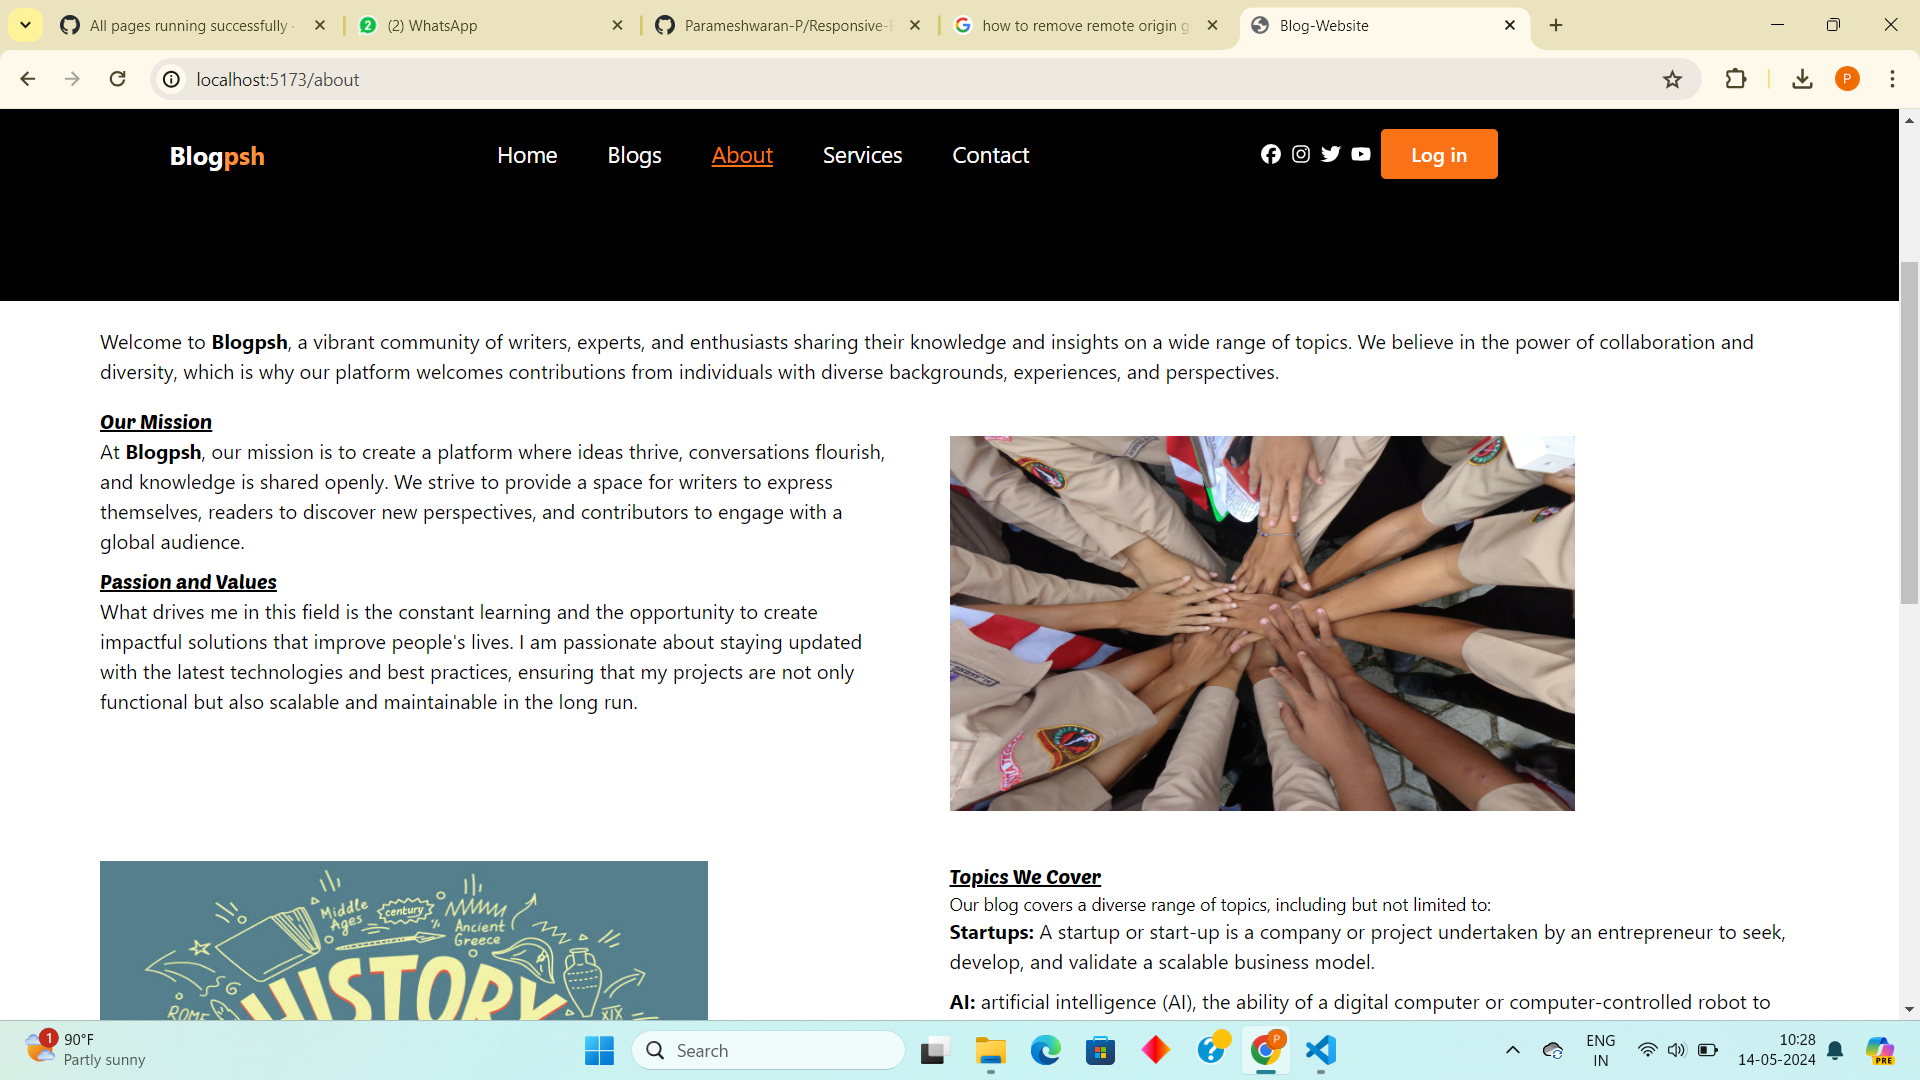 All pages running successfully
(2) WhatsApp
Parameshwaran-P/Responsive-
how to remove remote origin g
Blog-Website
localhost:5173/about
P
Blogpsh
Home
Blogs
About
Services
Contact
Log in
Welcome to Blogpsh, a vibrant community of writers, experts, and enthusiasts sharing their knowledge and insights on a wide range of topics. We believe in the power of collaboration and
diversity, which is why our platform welcomes contributions from individuals with diverse backgrounds, experiences, and perspectives.
Our Mission
At Blogpsh, our mission is to create a platform where ideas thrive, conversations flourish,
and knowledge is shared openly. We strive to provide a space for writers to express
themselves, readers to discover new perspectives, and contributors to engage with a
global audience.
Passion and Values
What drives me in this field is the constant learning and the opportunity to create
impactful solutions that improve people's lives. I am passionate about staying updated
with the latest technologies and best practices, ensuring that my projects are not only
functional but also scalable and maintainable in the long run.
Middle
Ages
century
Ancient
Greece
HISTORY
ROME
XIX
Topics We Cover
Our blog covers a diverse range of topics, including but not limited to:
Startups: A startup or start-up is a company or project undertaken by an entrepreneur to seek,
develop, and validate a scalable business model.
AI: artificial intelligence (AI), the ability of a digital computer or computer-controlled robot to
1
90°F
Partly sunny
Search
P
ENG
IN
10:28
14-05-2024
PRE